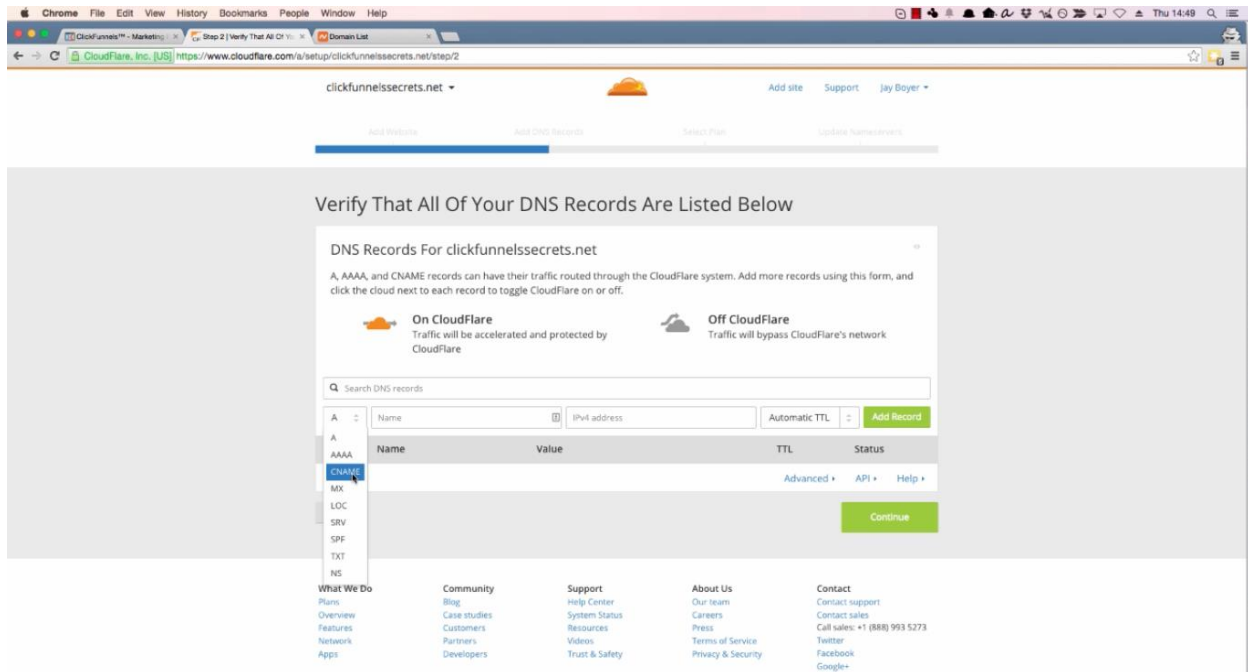 Chrome File Edit View History Bookmarks People Window Help
Thu 14:49
ClickFunnels™ - Marketing
Step 2 | Verify That All Of Yo
Domain List
CloudFlare, Inc. [US] https://www.cloudflare.com/a/setup/clickfunnelssecrets.net/step/2
clickfunnelssecrets.net
Add site Support Jay Boyer
Add Website Add DNS Records Select Plan Update Nameservers
Verify That All Of Your DNS Records Are Listed Below
DNS Records For clickfunnelssecrets.net
A, AAAA, and CNAME records can have their traffic routed through the CloudFlare system. Add more records using this form, and
click the cloud next to each record to toggle CloudFlare on or off.
On CloudFlare
Traffic will be accelerated and protected by
CloudFlare
Off CloudFlare
Traffic will bypass CloudFlare's network
Search DNS records
A Name IPv4 address Automatic TTL Add Record
Name Value TTL Status
A
AAAA
CNAME
MX
LOC
SRV
SPF
TXT
NS
Advanced API Help
Continue
What We Do
Plans
Overview
Features
Network
Apps
Community
Blog
Case studies
Customers
Partners
Developers
Support
Help Center
System Status
Resources
Videos
Trust & Safety
About Us
Our team
Careers
Press
Terms of Service
Privacy & Security
Contact
Contact support
Contact sales
Call sales: +1 (888) 993 5273
Twitter
Facebook
Google+